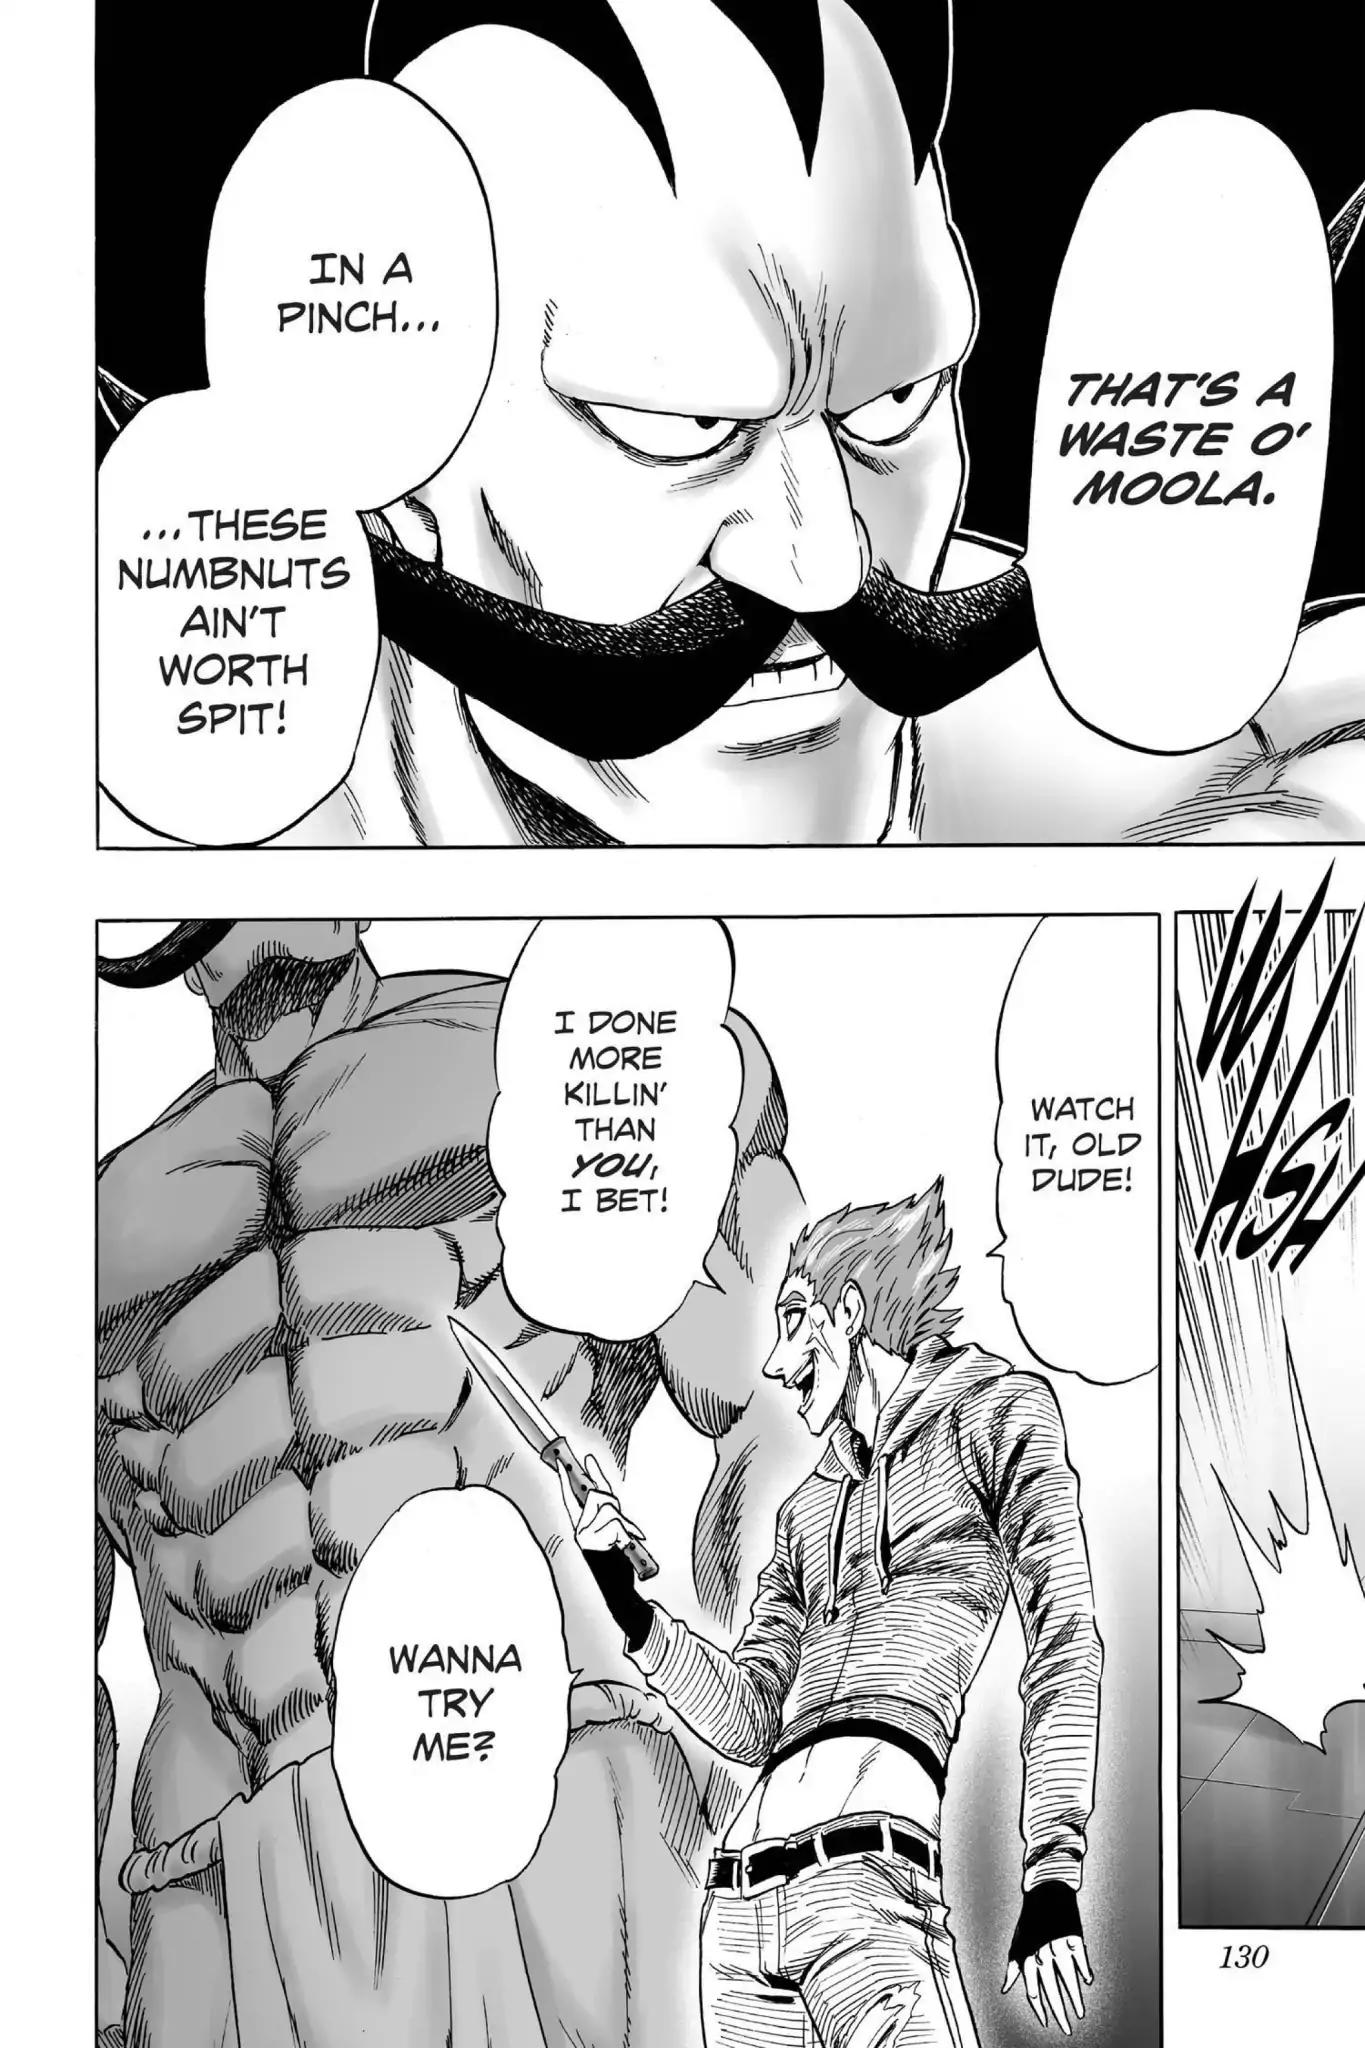 THAT'S A
WASTE O'
MOOLA.
IN A
PINCH...
...THESE
NUMBNUTS
AIN'T
WORTH
SPIT!
WHSH
WATCH
IT, OLD
DUDE!
I DONE
MORE
KILLIN'
THAN
YOU,
I BET!
WANNA
TRY
ME?
130